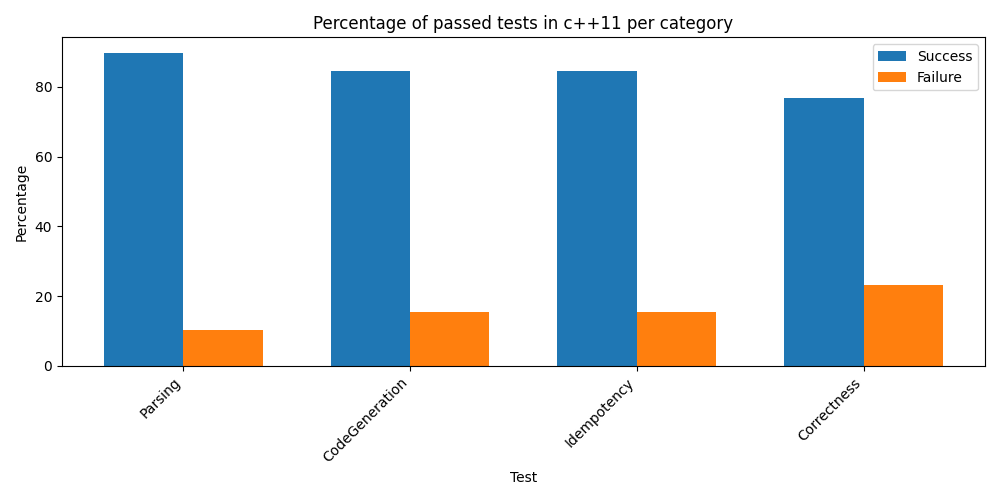 Percentage of passed tests in c++11 per category
Success
Failure
Percentage
80
60
40
20
0
Parsing
CodeGeneration
Idempotency
Correctness
Test